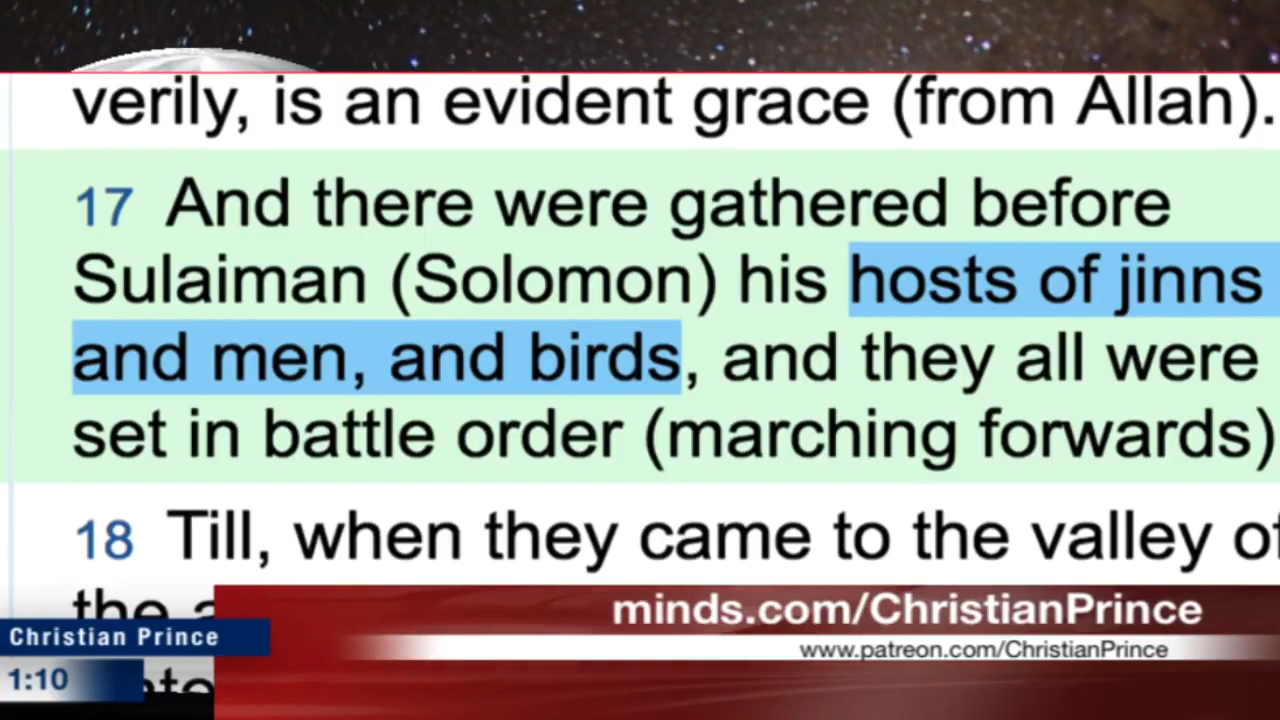 verily, is an evident grace (from Allah).
17 And there were gathered before
Sulaiman (Solomon) his hosts of jinns
and men, and birds, and they all were
set in battle order (marching forwards)
18 Till, when they came to the valley of
the
minds.com/ChristianPrince
Christian Prince
www.patreon.com/ChristianPrince
1:10